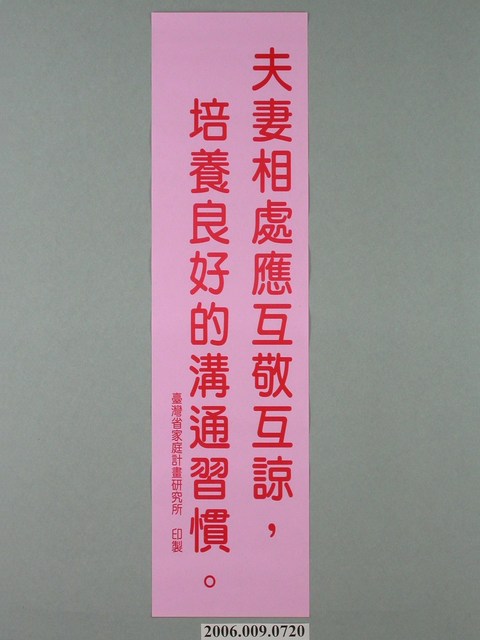 夫妻相處應互敬互諒，
培養良好的溝通習慣。
臺灣省家庭計畫研究所 印製
2006.009.0720